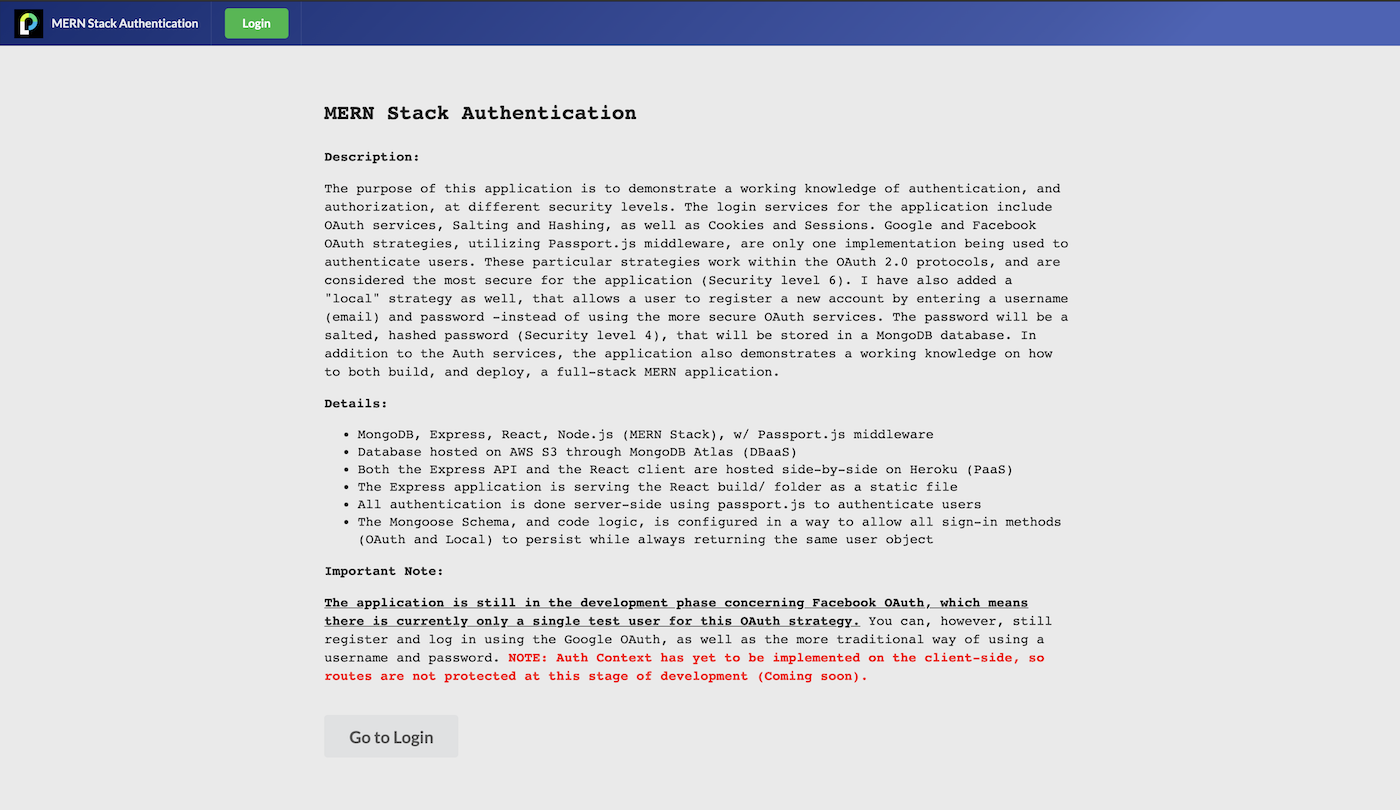 MERN Stack Authentication
Login
MERN Stack Authentication
Description:
The purpose of this application is to demonstrate a working knowledge of authentication, and
authorization, at different security levels. The login services for the application include
OAuth services, Salting and Hashing, as well as Cookies and Sessions. Google and Facebook
OAuth strategies, utilizing Passport.js middleware, are only one implementation being used to
authenticate users. These particular strategies work within the OAuth 2.0 protocols, and are
considered the most secure for the application (Security level 6). I have also added a
"local" strategy as well, that allows a user to register a new account by entering a username
(email) and password -instead of using the more secure OAuth services. The password will be a
salted, hashed password (Security level 4), that will be stored in a MongoDB database. In
addition to the Auth services, the application also demonstrates a working knowledge on how
to both build, and deploy, a full-stack MERN application.
Details:
• MongoDB, Express, React, Node.js (MERN Stack), w/ Passport.js middleware
• Database hosted on AWS S3 through MongoDB Atlas (DBaaS)
• Both the Express API and the React client are hosted side-by-side on Heroku (PaaS)
• The Express application is serving the React build/ folder as a static file
• All authentication is done server-side using passport.js to authenticate users
• The Mongoose Schema, and code logic, is configured in a way to allow all sign-in methods
(OAuth and Local) to persist while always returning the same user object
Important Note:
The application is still in the development phase concerning Facebook OAuth, which means
there is currently only a single test user for this OAuth strategy. You can, however, still
register and log in using the Google OAuth, as well as the more traditional way of using a
username and password. NOTE: Auth Context has yet to be implemented on the client-side, so
routes are not protected at this stage of development (Coming soon).
Go to Login